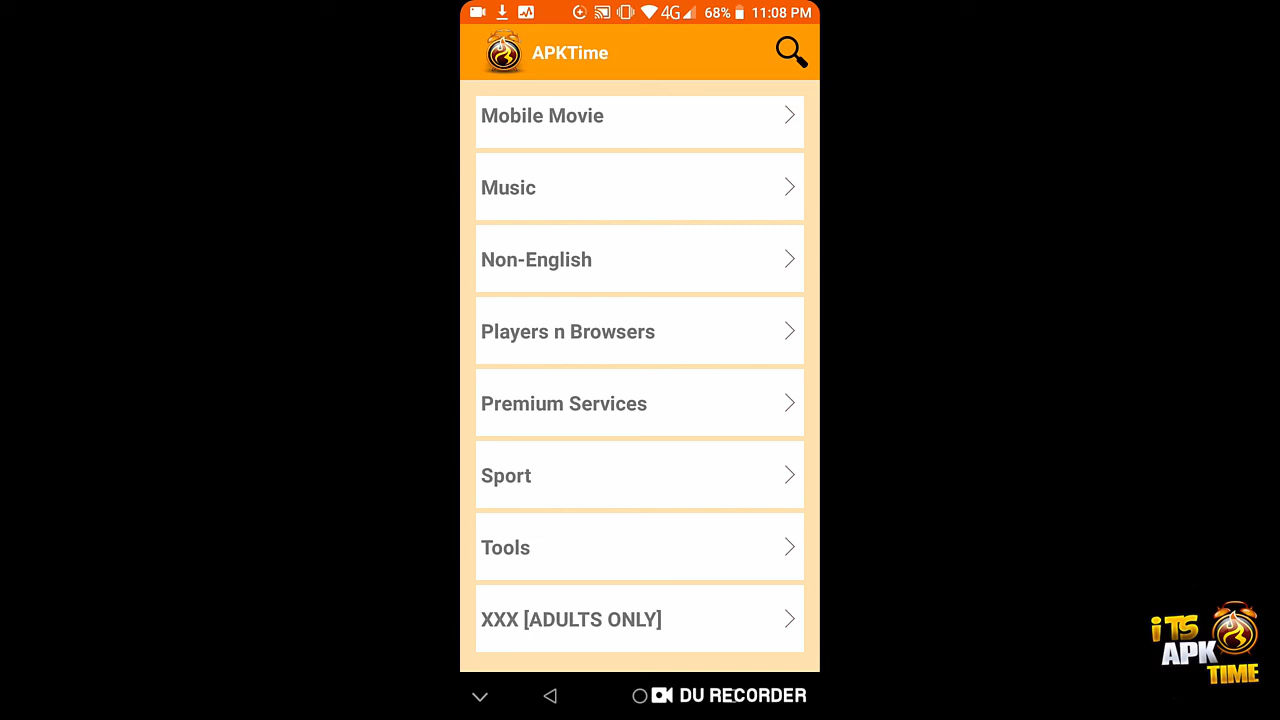 4G 68% 11:08 PM
APKTime
Mobile Movie
Music
Non-English
Players n Browsers
Premium Services
Sport
Tools
XXX [ADULTS ONLY]
DU RECORDER
iTS
APK
TIME